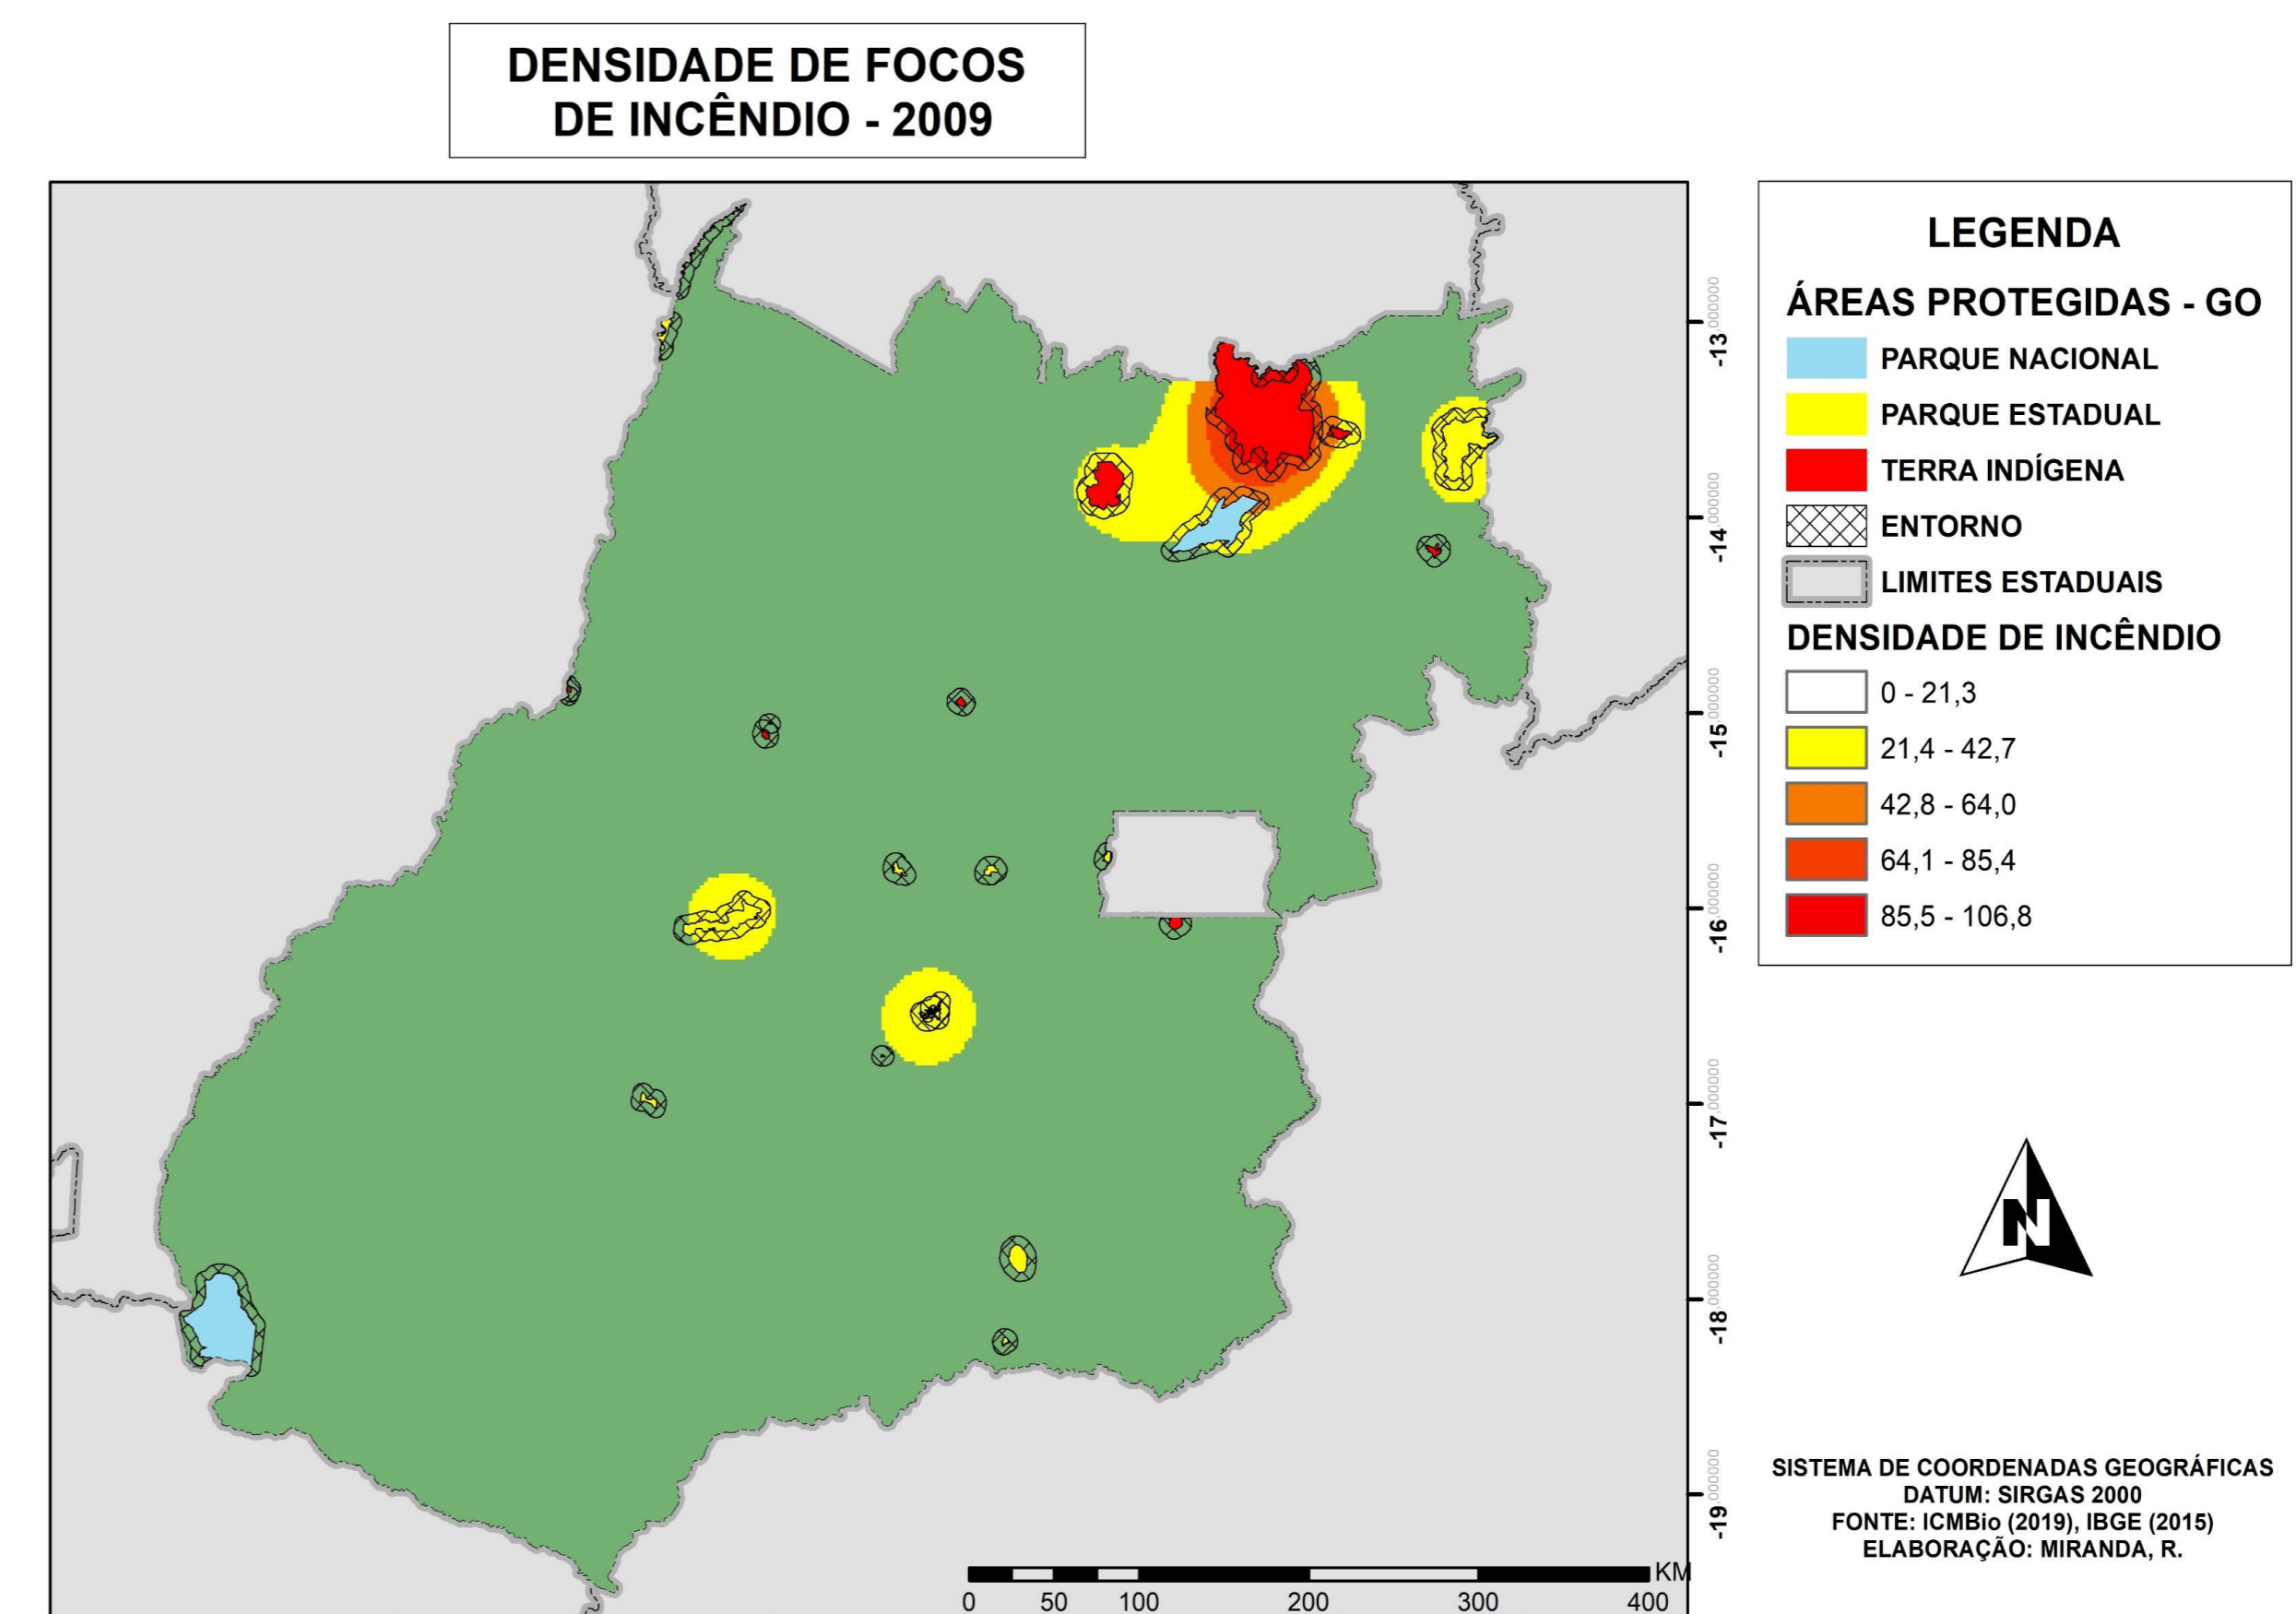 DENSIDADE DE FOCOS
DE INCÊNDIO - 2009
LEGENDA
ÁREAS PROTEGIDAS - GO
PARQUE NACIONAL
PARQUE ESTADUAL
TERRA INDÍGENA
ENTORNO
LIMITES ESTADUAIS
DENSIDADE DE INCÊNDIO
0 - 21,3
21,4 - 42,7
42,8 - 64,0
64,1 - 85,4
85,5 - 106,8
-13,000000
-14,000000
-15,000000
-16,000000
-17,000000
-18,000000
-19,000000
N
KM
0 50 100 200 300 400
SISTEMA DE COORDENADAS GEOGRÁFICAS
DATUM: SIRGAS 2000
FONTE: ICMBio (2019), IBGE (2015)
ELABORAÇÃO: MIRANDA, R.